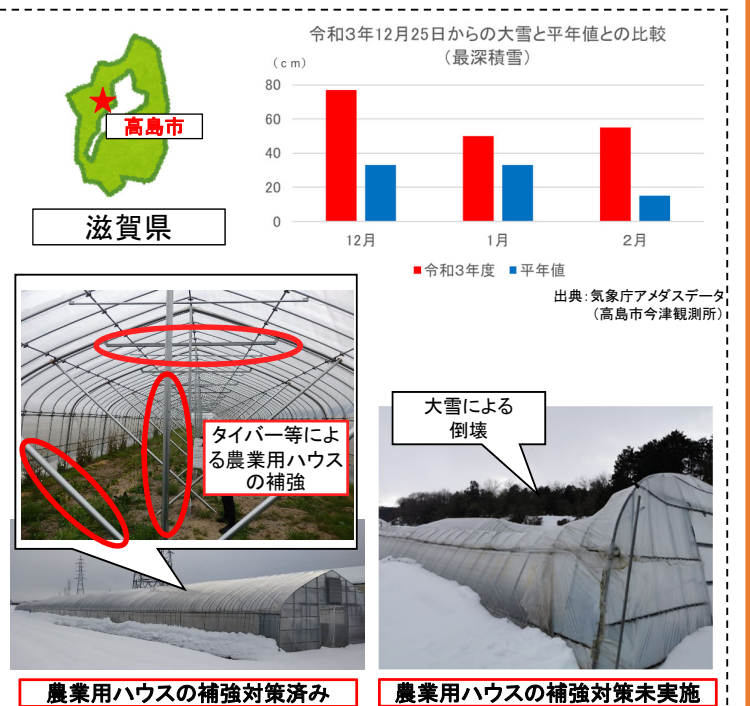 高島市
滋賀県
令和3年12月25日からの大雪と平年値との比較
（最深積雪）
（ｃｍ）
80
60
40
20
0
12月
1月
2月
■令和3年度 ■平年値
出典：気象庁アメダスデータ
（高島市今津観測所）
タイバー等によ
る農業用ハウス
の補強
大雪による
倒壊
農業用ハウスの補強対策済み
農業用ハウスの補強対策未実施